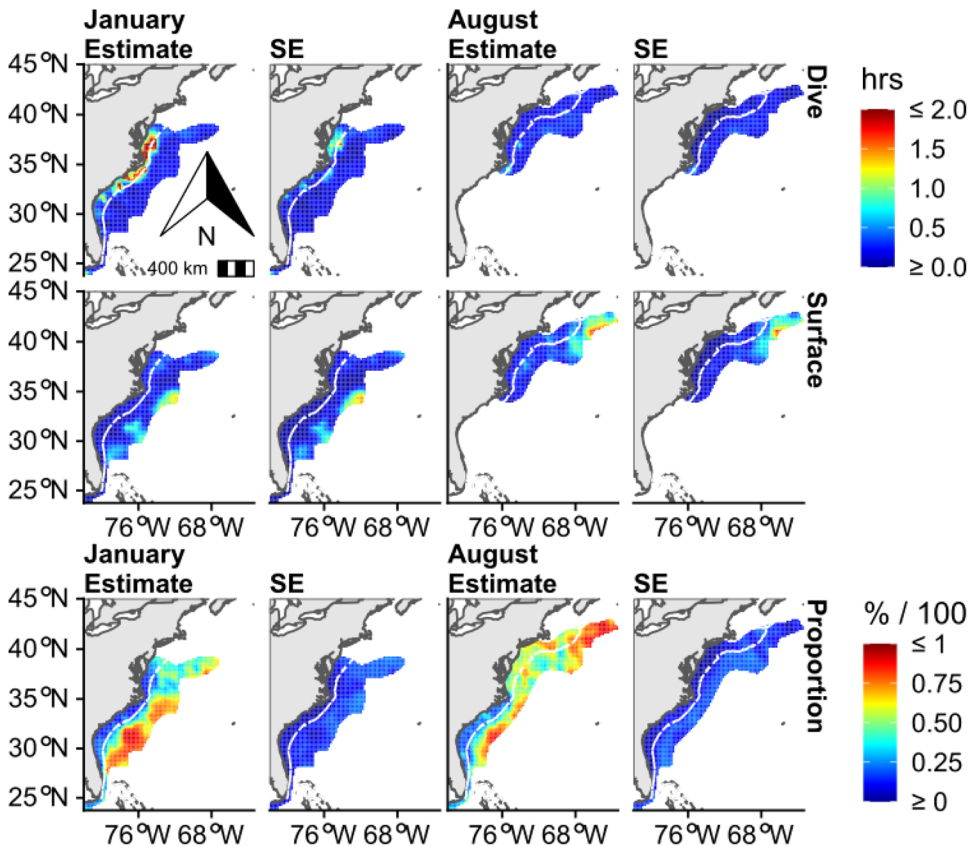 January
Estimate
SE
August
Estimate
SE
45°N
40°N
35°N
30°N
25°N
N
400 km
Dive
hrs
≤ 2.0
1.5
1.0
0.5
≥ 0.0
45°N
40°N
35°N
30°N
25°N
Surface
76°W 68°W
76°W 68°W
76°W 68°W
76°W 68°W
January
Estimate
SE
August
Estimate
SE
45°N
40°N
35°N
30°N
25°N
Proportion
% / 100
≤ 1
0.75
0.50
0.25
≥ 0
76°W 68°W
76°W 68°W
76°W 68°W
76°W 68°W